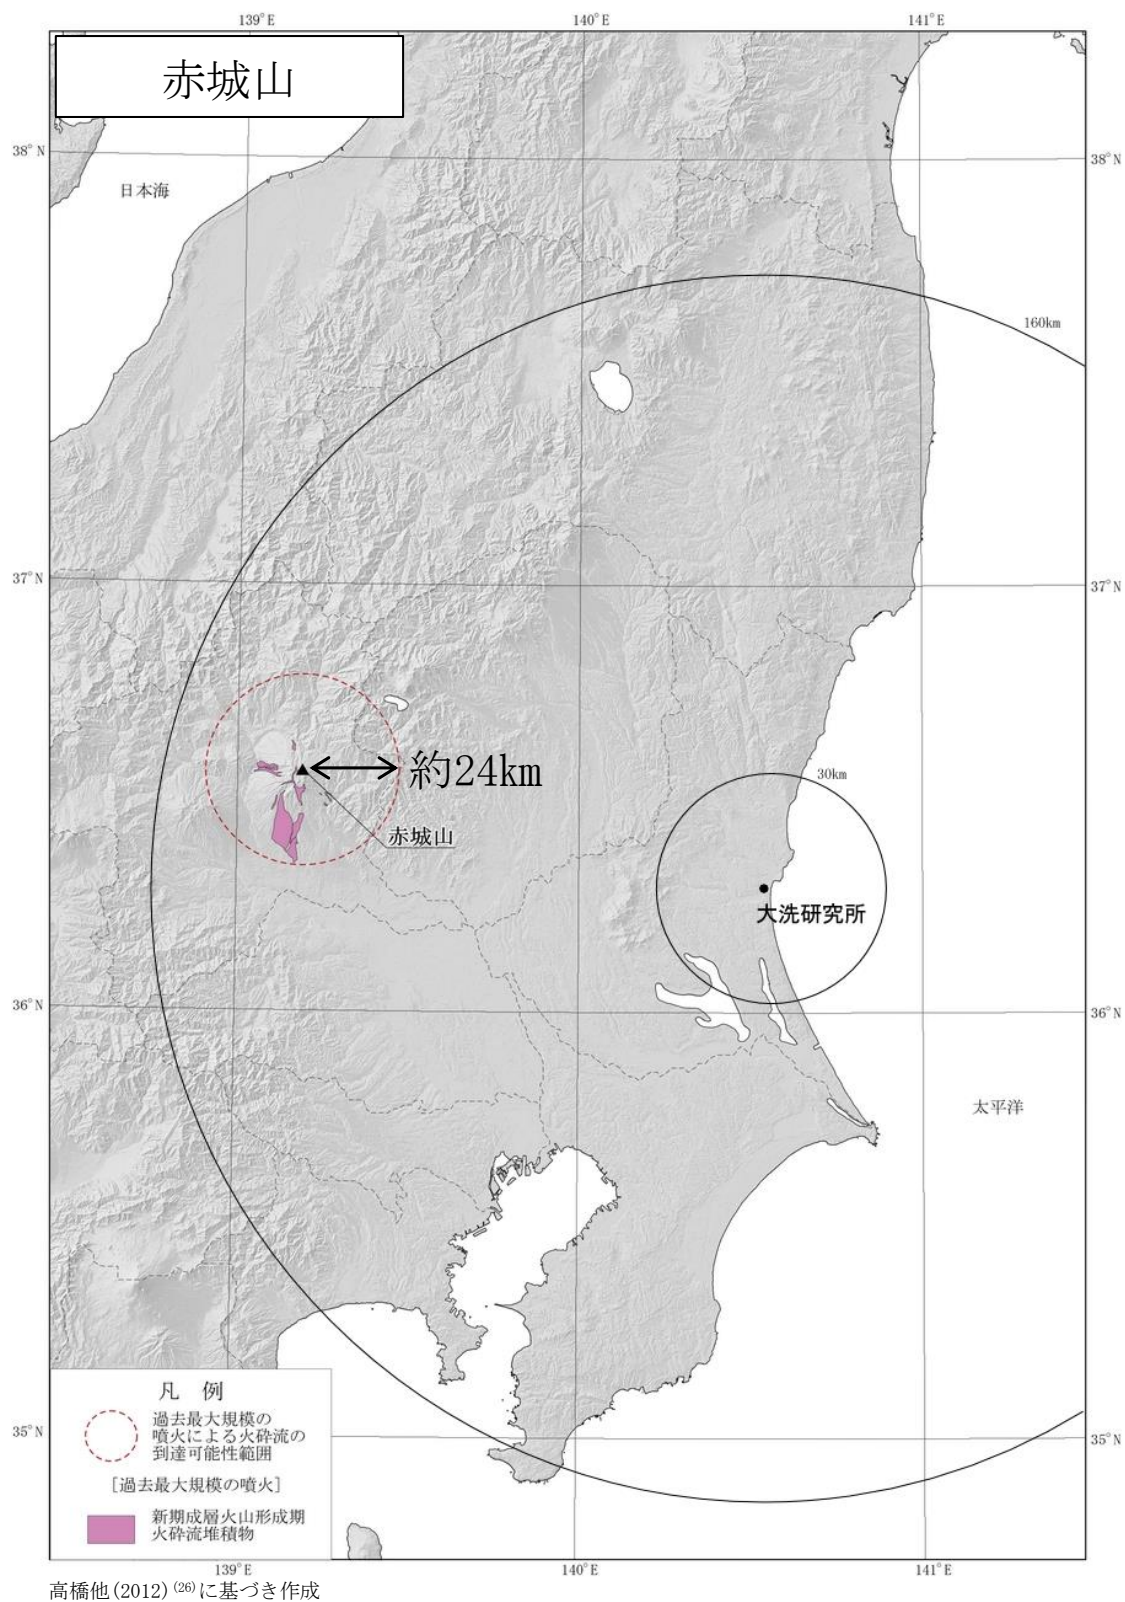 139°E 140°E 141°E
赤城山
38°N 38°N
日本海
160km
37°N 37°N
約24km
30km
赤城山
大洗研究所
36°N 36°N
太平洋
凡 例
過去最大規模の
噴火による火砕流の
到達可能性範囲
[過去最大規模の噴火]
新期成層火山形成期
火砕流堆積物
35°N 35°N
139°E 140°E 141°E
高橋他(2012)(26)に基づき作成